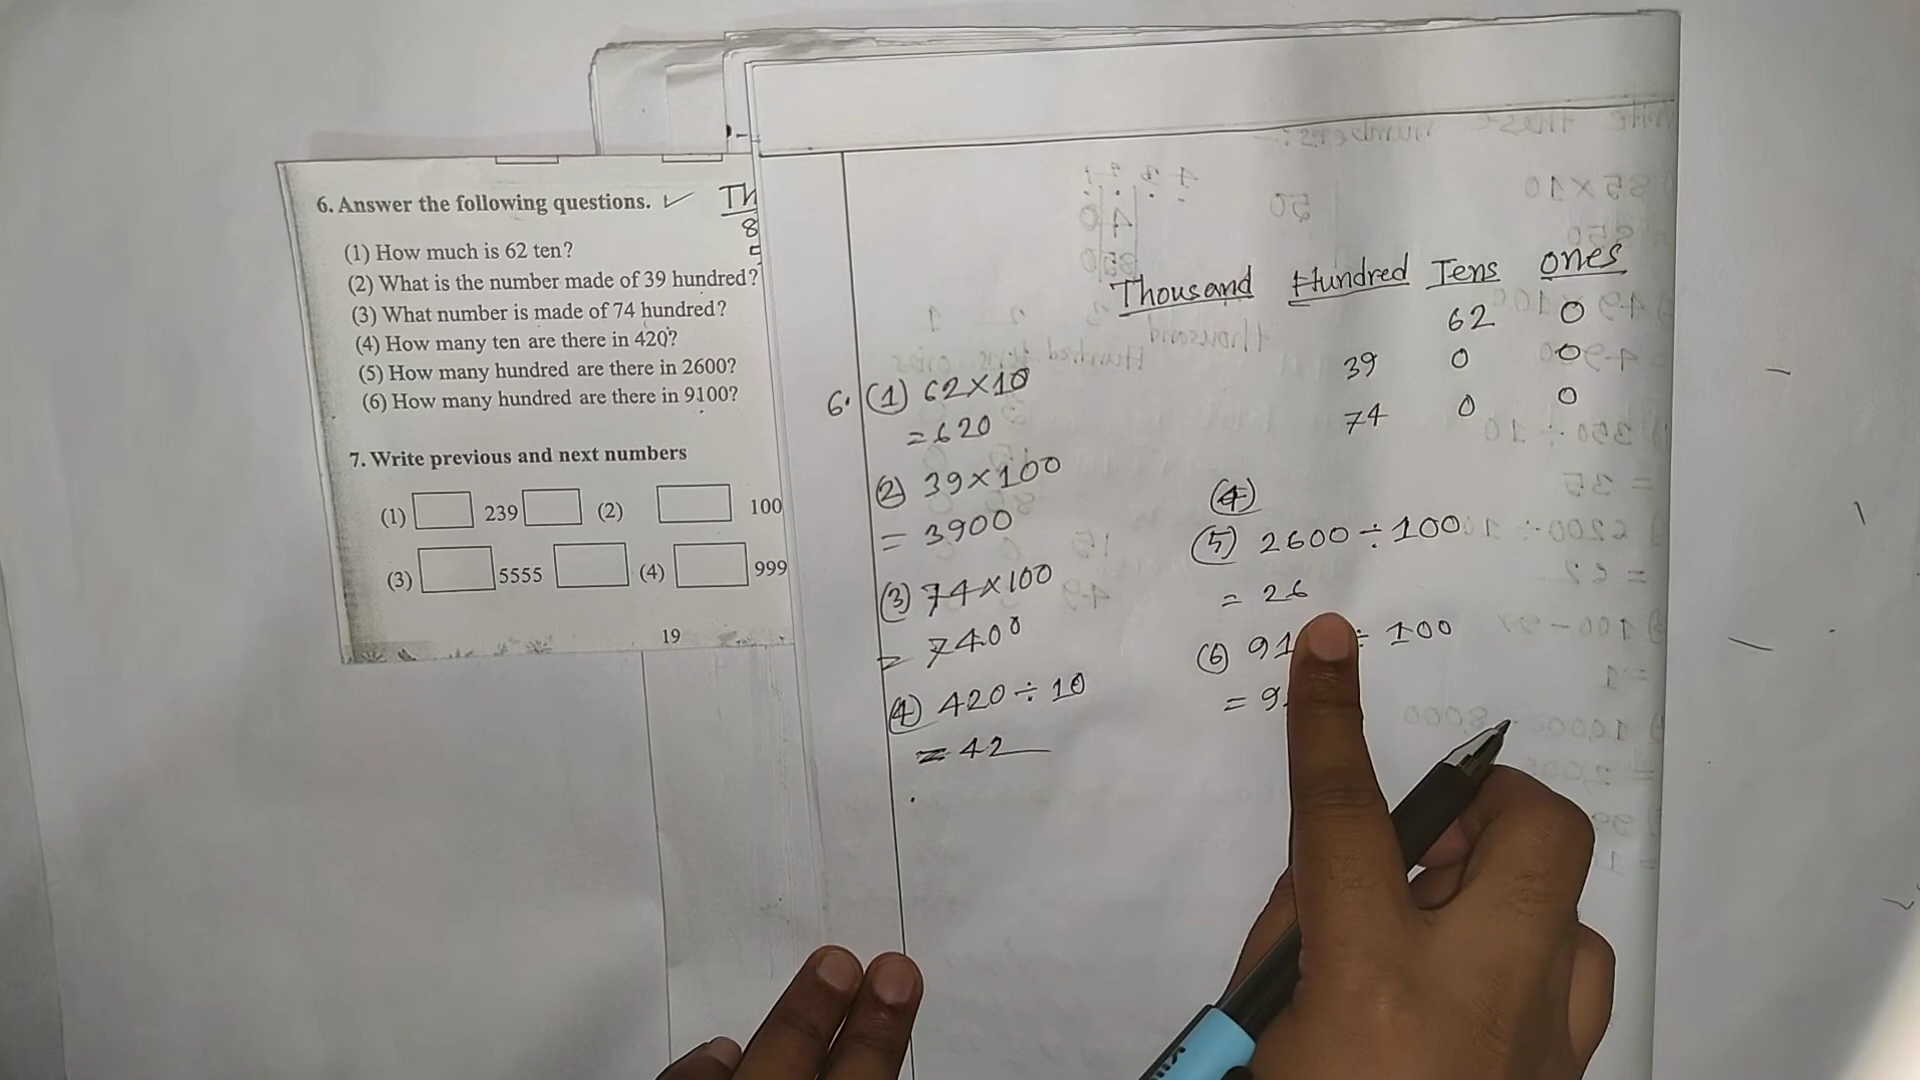 6. Answer the following questions. Th
8
(1) How much is 62 ten?
(2) What is the number made of 39 hundred?
(3) What number is made of 74 hundred?
(4) How many ten are there in 420?
(5) How many hundred are there in 2600?
(6) How many hundred are there in 9100?
7. Write previous and next numbers
(1) 239 (2) 100
(3) 5555 (4) 999
19
Thousand Hundred Tens ones
62 0
39 0 0
74 0 0
6. (1) 62×10
=620
(2) 39×100
= 3900
(3) 74×100
= 7400
(4) 420÷10
= 42
(4)
(5) 2600÷100
= 26
(6) 91 ÷ 100
= 9